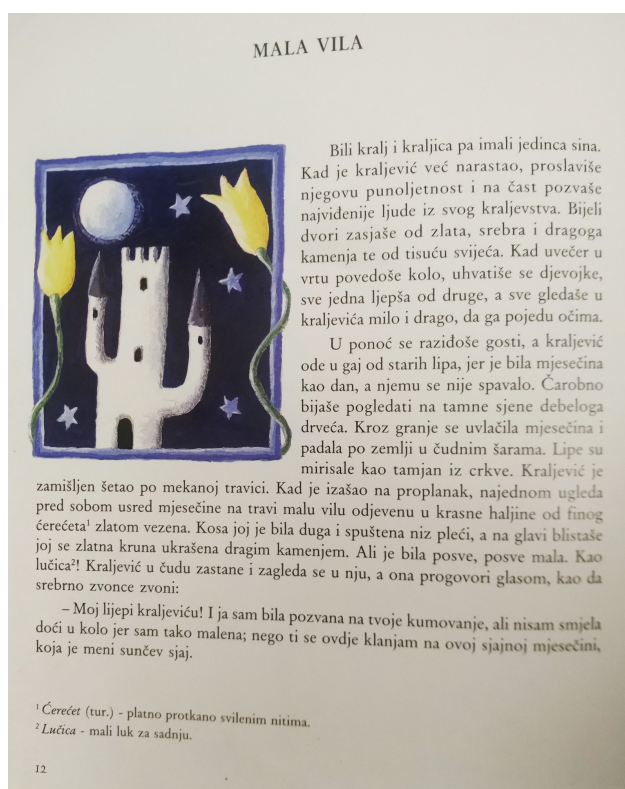 MALA VILA
Bili kralj i kraljica pa imali jedinca sina.
Kad je kraljević već narastao, proslaviše
njegovu punoljetnost i na čast pozvaše
najviđenije ljude iz svog kraljevstva. Bijeli
dvori zasjaše od zlata, srebra i dragoga
kamenja te od tisuću svijeća. Kad uvečer u
vrtu povedoše kolo, uhvatiše se djevojke,
sve jedna ljepša od druge, a sve gledaše u
kraljevića milo i drago, da ga pojedu očima.
U ponoć se raziđoše gosti, a kraljević
ode u gaj od starih lipa, jer je bila mjesečina
kao dan, a njemu se nije spavalo. Čarobno
bijaše pogledati na tamne sjene debeloga
drveća. Kroz granje se uvlačila mjesečina i
padala po zemlji u čudnim šarama. Lipe su
mirisale kao tamjan iz crkve. Kraljević je
zamišljen šetao po mekanoj travici. Kad je izašao na proplanak, najednom ugleda
pred sobom usred mjesečine na travi malu vilu odjevenu u krasne haljine od finog
ćerećeta¹ zlatom vezena. Kosa joj je bila duga i spuštena niz pleći, a na glavi blistaše
joj se zlatna kruna ukrašena dragim kamenjem. Ali je bila posve, posve mala. Kao
lučica²! Kraljević u čudu zastane i zagleda se u nju, a ona progovori glasom, kao da
srebrno zvonce zvoni:
– Moj lijepi kraljeviću! I ja sam bila pozvana na tvoje kumovanje, ali nisam smjela
doći u kolo jer sam tako malena; nego ti se ovdje klanjam na ovoj sjajnoj mjesečini,
koja je meni sunčev sjaj.
¹ Ćerećet (tur.) - platno protkano svilenim nitima.
² Lučica - mali luk za sadnju.
12